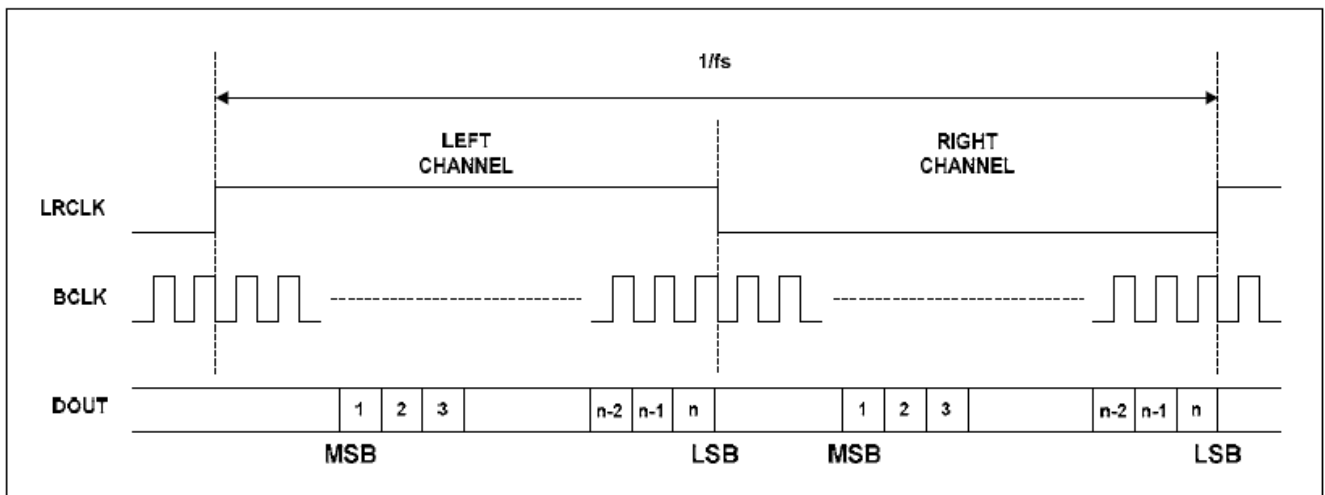 1/fs
LEFT
CHANNEL
RIGHT
CHANNEL
LRCLK
BCLK
DOUT
1 2 3 n-2 n-1 n 1 2 3 n-2 n-1 n
MSB LSB MSB LSB